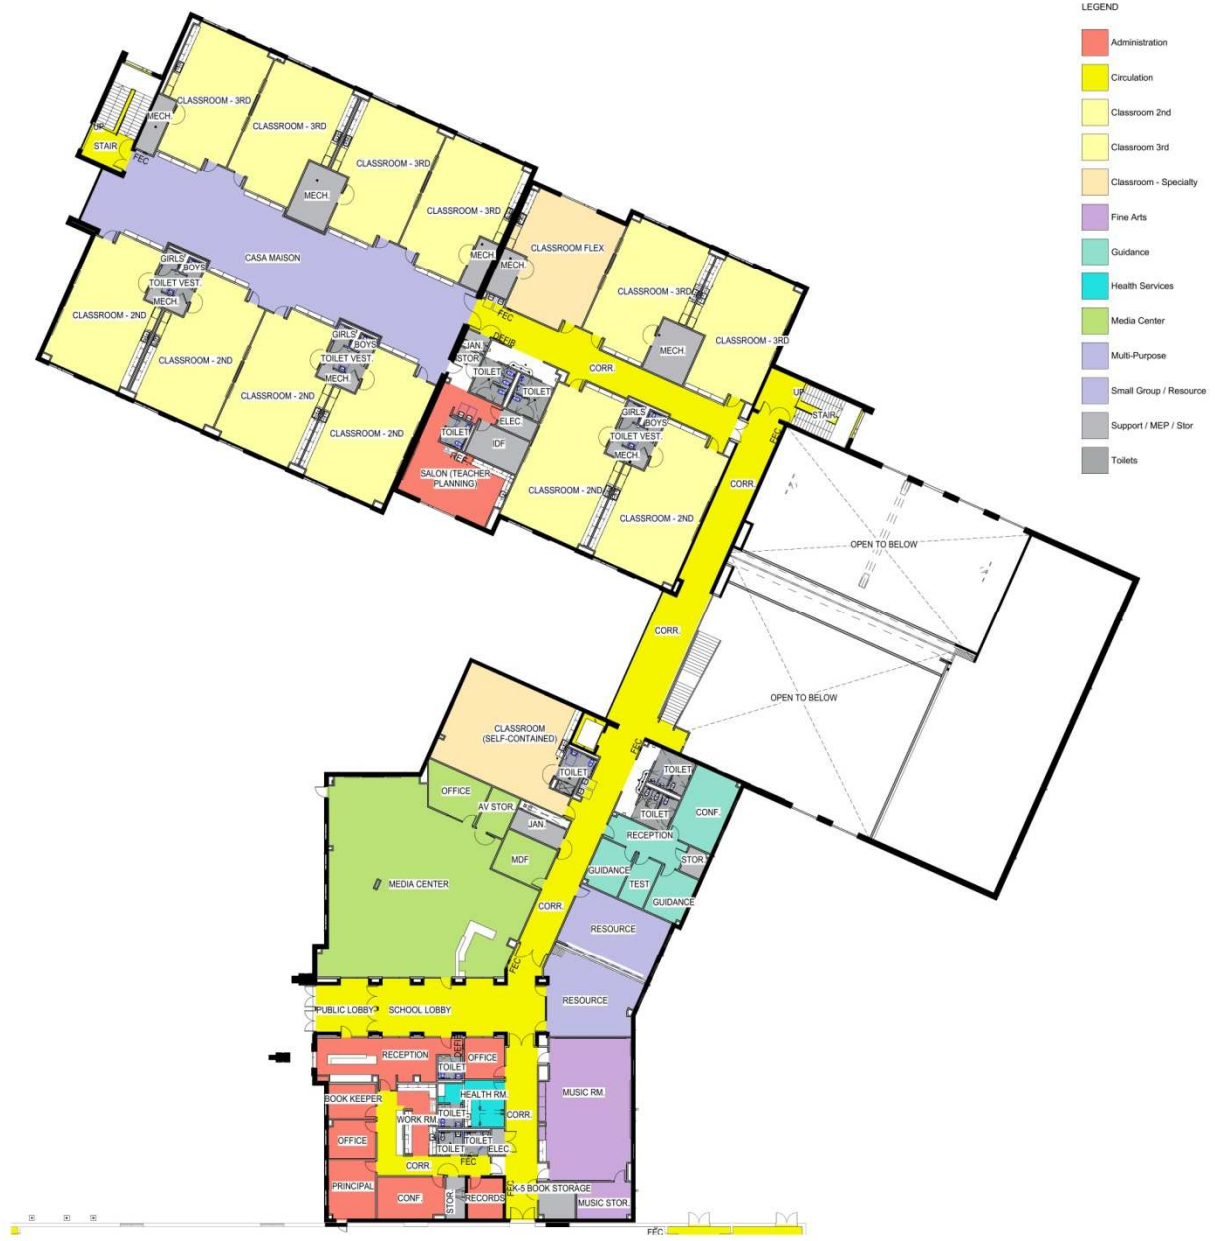 LEGEND
Administration
Circulation
Classroom 2nd
Classroom 3rd
Classroom - Specialty
Fine Arts
Guidance
Health Services
Media Center
Multi-Purpose
Small Group / Resource
Support / MEP / Stor
Toilets
CLASSROOM - 3RD
MECH.
UP
STAIR
FEC
CLASSROOM - 3RD
CLASSROOM - 3RD
MECH.
CLASSROOM - 3RD
CASA MAISON
MECH.
MECH.
CLASSROOM FLEX
GIRLS
BOYS
TOILET VEST.
MECH.
CLASSROOM - 2ND
CLASSROOM - 2ND
CLASSROOM - 3RD
CLASSROOM - 3RD
MECH.
FEC
DEFIB
GIRLS
BOYS
TOILET VEST.
MECH.
CLASSROOM - 2ND
CLASSROOM - 2ND
JAN.
STOR
TOILET
TOILET
CORR.
ELEC.
IDF
TOILET
REF
SALON (TEACHER
PLANNING)
GIRLS
BOYS
TOILET VEST.
MECH.
CLASSROOM - 2ND
CLASSROOM - 2ND
UP
STAIR
FEC
CORR.
OPEN TO BELOW
CORR.
OPEN TO BELOW
CLASSROOM
(SELF-CONTAINED)
TOILET
FEC
TOILET
TOILET
CONF.
OFFICE
AV STOR.
JAN.
MDF
RECEPTION
STOR.
GUIDANCE
TEST
GUIDANCE
MEDIA CENTER
CORR.
RESOURCE
FEC
RESOURCE
PUBLIC LOBBY
SCHOOL LOBBY
RECEPTION
DEFIB
TOILET
OFFICE
BOOK KEEPER
WORK RM.
HEALTH RM.
TOILET
CORR.
MUSIC RM.
OFFICE
TOILET
TOILET
ELEC.
FEC
CORR.
PRINCIPAL
CONF.
STOR.
RECORDS
FEC
K-5 BOOK STORAGE
MUSIC STOR.
FEC